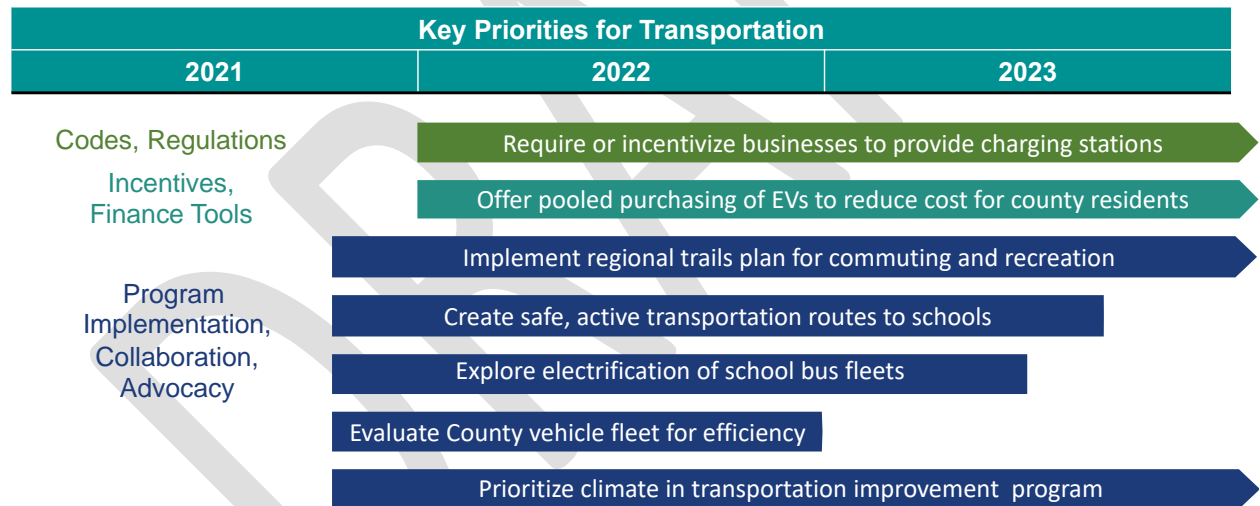 Key Priorities for Transportation
2021 2022 2023
Codes, Regulations
Require or incentivize businesses to provide charging stations
Incentives,
Finance Tools
Offer pooled purchasing of EVs to reduce cost for county residents
Implement regional trails plan for commuting and recreation
Program
Implementation,
Collaboration,
Advocacy
Create safe, active transportation routes to schools
Explore electrification of school bus fleets
Evaluate County vehicle fleet for efficiency
Prioritize climate in transportation improvement program